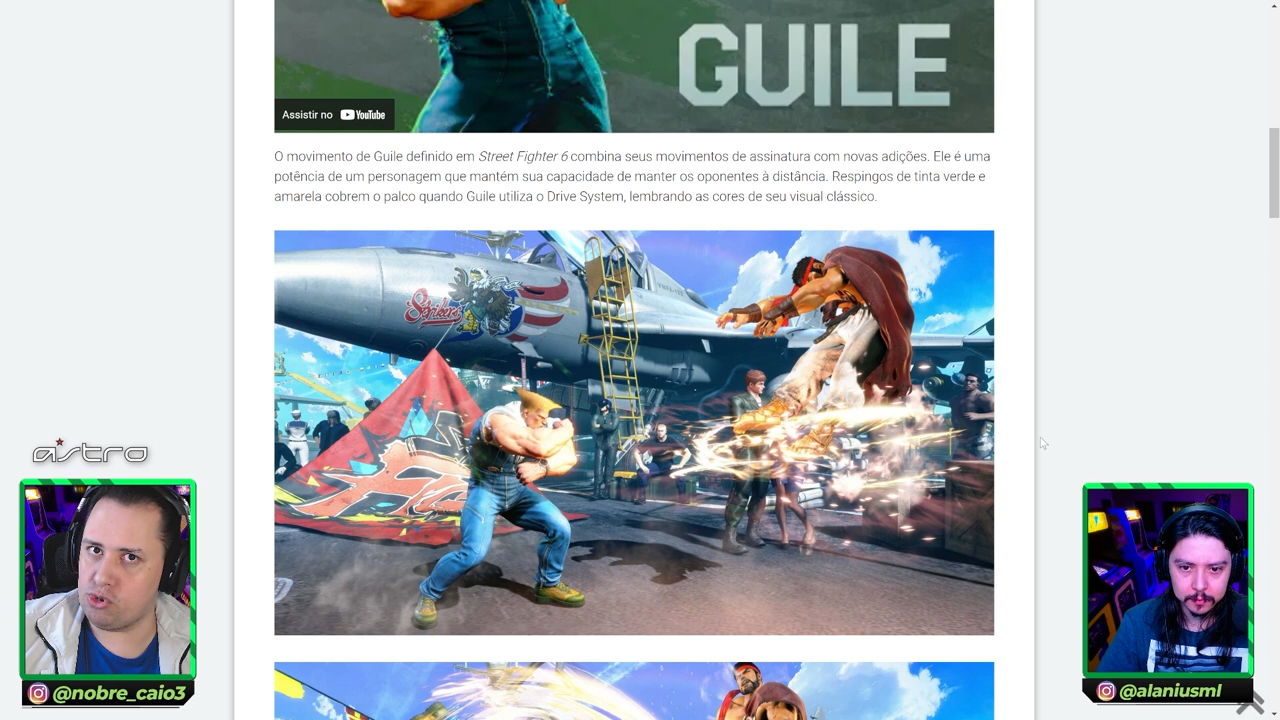 GUILE
Assistir no YouTube
O movimento de Guile definido em Street Fighter 6 combina seus movimentos de assinatura com novas adições. Ele é uma
potência de um personagem que mantém sua capacidade de manter os oponentes à distância. Respingos de tinta verde e
amarela cobrem o palco quando Guile utiliza o Drive System, lembrando as cores de seu visual clássico.
Strikers
astro
@nobre_caio3
@alaniusml